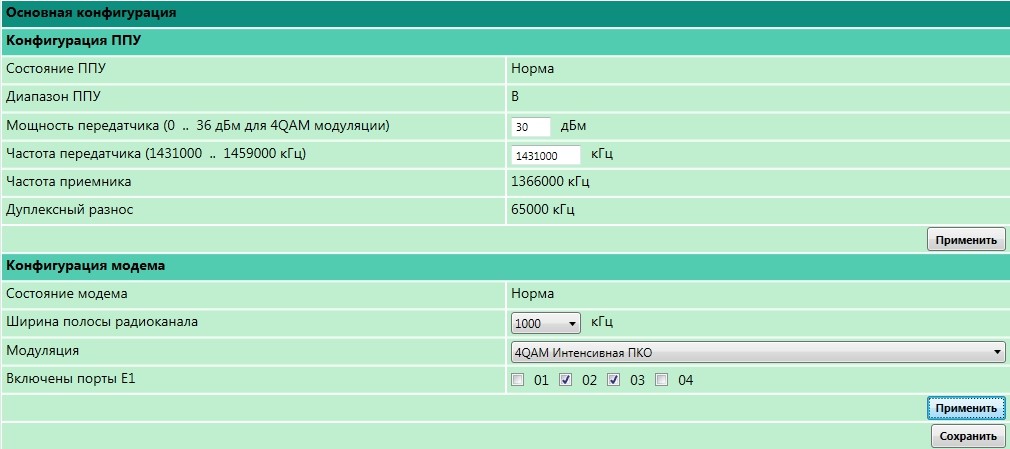 Основная конфигурация
Конфигурация ППУ
Состояние ППУ Норма
Диапазон ППУ B
Мощность передатчика (0 .. 36 дБм для 4QAM модуляции) 30 дБм
Частота передатчика (1431000 .. 1459000 кГц) 1431000 кГц
Частота приемника 1366000 кГц
Дуплексный разнос 65000 кГц
Применить
Конфигурация модема
Состояние модема Норма
Ширина полосы радиоканала 1000 кГц
Модуляция 4QAM Интенсивная ПКО
Включены порты E1 01 02 03 04
Применить
Сохранить